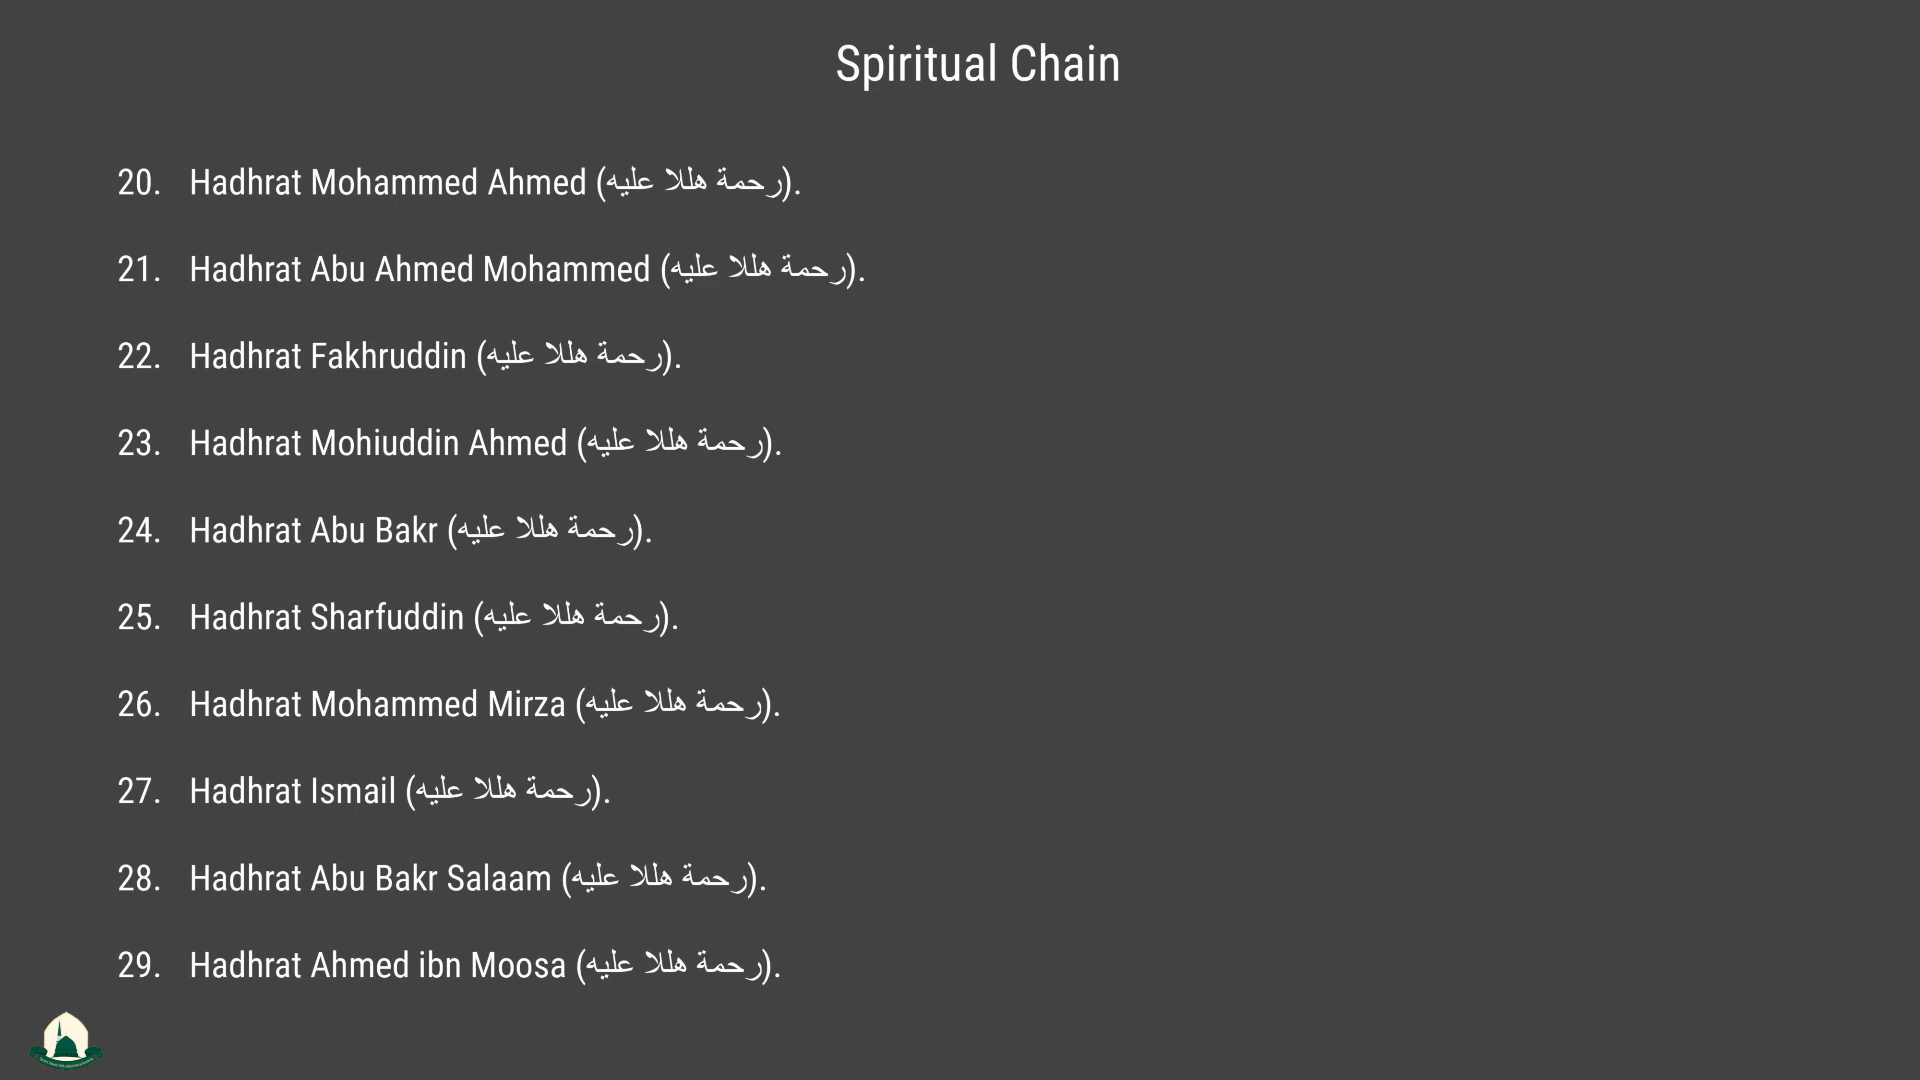 Spiritual Chain
20. Hadhrat Mohammed Ahmed (رحمة هللا عليه).
21. Hadhrat Abu Ahmed Mohammed (رحمة هللا عليه).
22. Hadhrat Fakhruddin (رحمة هللا عليه).
23. Hadhrat Mohiuddin Ahmed (رحمة هللا عليه).
24. Hadhrat Abu Bakr (رحمة هللا عليه).
25. Hadhrat Sharfuddin (رحمة هللا عليه).
26. Hadhrat Mohammed Mirza (رحمة هللا عليه).
27. Hadhrat Ismail (رحمة هللا عليه).
28. Hadhrat Abu Bakr Salaam (رحمة هللا عليه).
29. Hadhrat Ahmed ibn Moosa (رحمة هللا عليه).